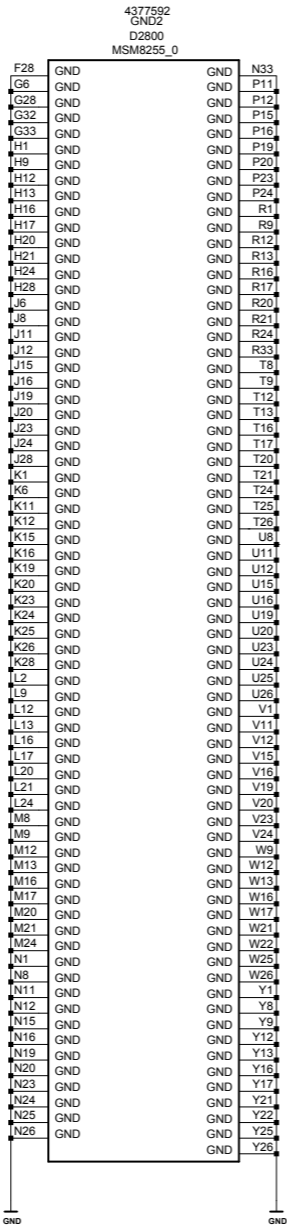 4377592
GND2
D2800
MSM8255_0
F28 GND GND N33
G6 GND GND P11
G28 GND GND P12
G32 GND GND P15
G33 GND GND P16
H1 GND GND P19
H9 GND GND P20
H12 GND GND P23
H13 GND GND P24
H16 GND GND R1
H17 GND GND R9
H20 GND GND R12
H21 GND GND R13
H24 GND GND R16
H28 GND GND R17
J6 GND GND R20
J8 GND GND R21
J11 GND GND R24
J12 GND GND R33
J15 GND GND T8
J16 GND GND T9
J19 GND GND T12
J20 GND GND T13
J23 GND GND T16
J24 GND GND T17
J28 GND GND T20
K1 GND GND T21
K6 GND GND T24
K11 GND GND T25
K12 GND GND T26
K15 GND GND U8
K16 GND GND U11
K19 GND GND U12
K20 GND GND U15
K23 GND GND U16
K24 GND GND U19
K25 GND GND U20
K26 GND GND U23
K28 GND GND U24
L2 GND GND U25
L9 GND GND U26
L12 GND GND V1
L13 GND GND V11
L16 GND GND V12
L17 GND GND V15
L20 GND GND V16
L21 GND GND V19
L24 GND GND V20
M8 GND GND V23
M9 GND GND V24
M12 GND GND W9
M13 GND GND W12
M16 GND GND W13
M17 GND GND W16
M20 GND GND W17
M21 GND GND W21
M24 GND GND W22
N1 GND GND W25
N8 GND GND W26
N11 GND GND Y1
N12 GND GND Y8
N15 GND GND Y9
N16 GND GND Y12
N19 GND GND Y13
N20 GND GND Y16
N23 GND GND Y17
N24 GND GND Y21
N25 GND GND Y22
N26 GND GND Y25
GND Y26
GND GND